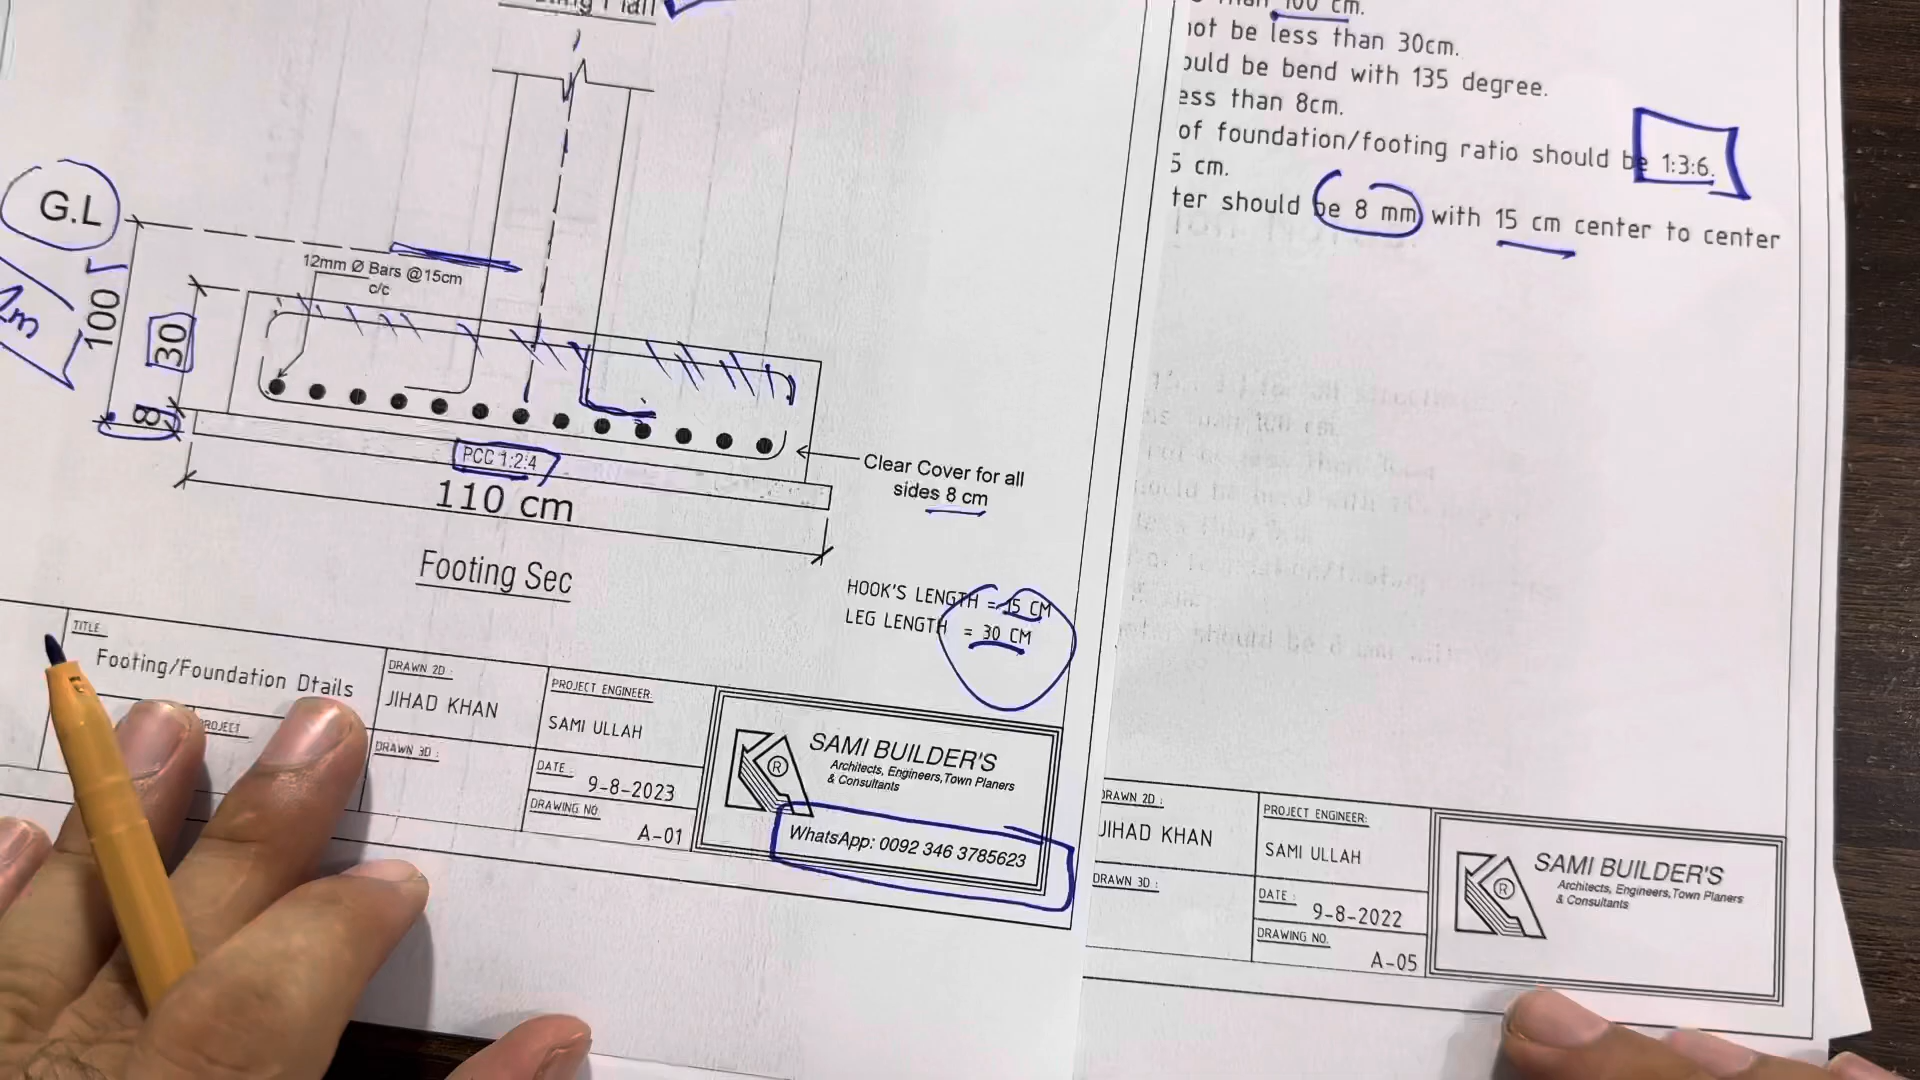 100 cm.
not be less than 30cm.
ould be bend with 135 degree.
ess than 8cm.
of foundation/footing ratio should be 1:3:6.
5 cm.
ter should be 8 mm with 15 cm center to center
G.L
12mm Ø Bars @15cm
c/c
100
30
8
PCC 1:2:4
110 cm
Clear Cover for all
sides 8 cm
Footing Sec
HOOK'S LENGTH = 15 CM
LEG LENGTH = 30 CM
TITLE
Footing/Foundation Dtails
PROJECT
DRAWN 2D :
JIHAD KHAN
DRAWN 3D :
PROJECT ENGINEER:
SAMI ULLAH
DATE :
9-8-2023
DRAWING NO.
A-01
SAMI BUILDER'S
Architects, Engineers,Town Planers
& Consultants
WhatsApp: 0092 346 3785623
DRAWN 2D :
JIHAD KHAN
DRAWN 3D :
PROJECT ENGINEER:
SAMI ULLAH
DATE :
9-8-2022
DRAWING NO.
A-05
SAMI BUILDER'S
Architects, Engineers,Town Planers
& Consultants